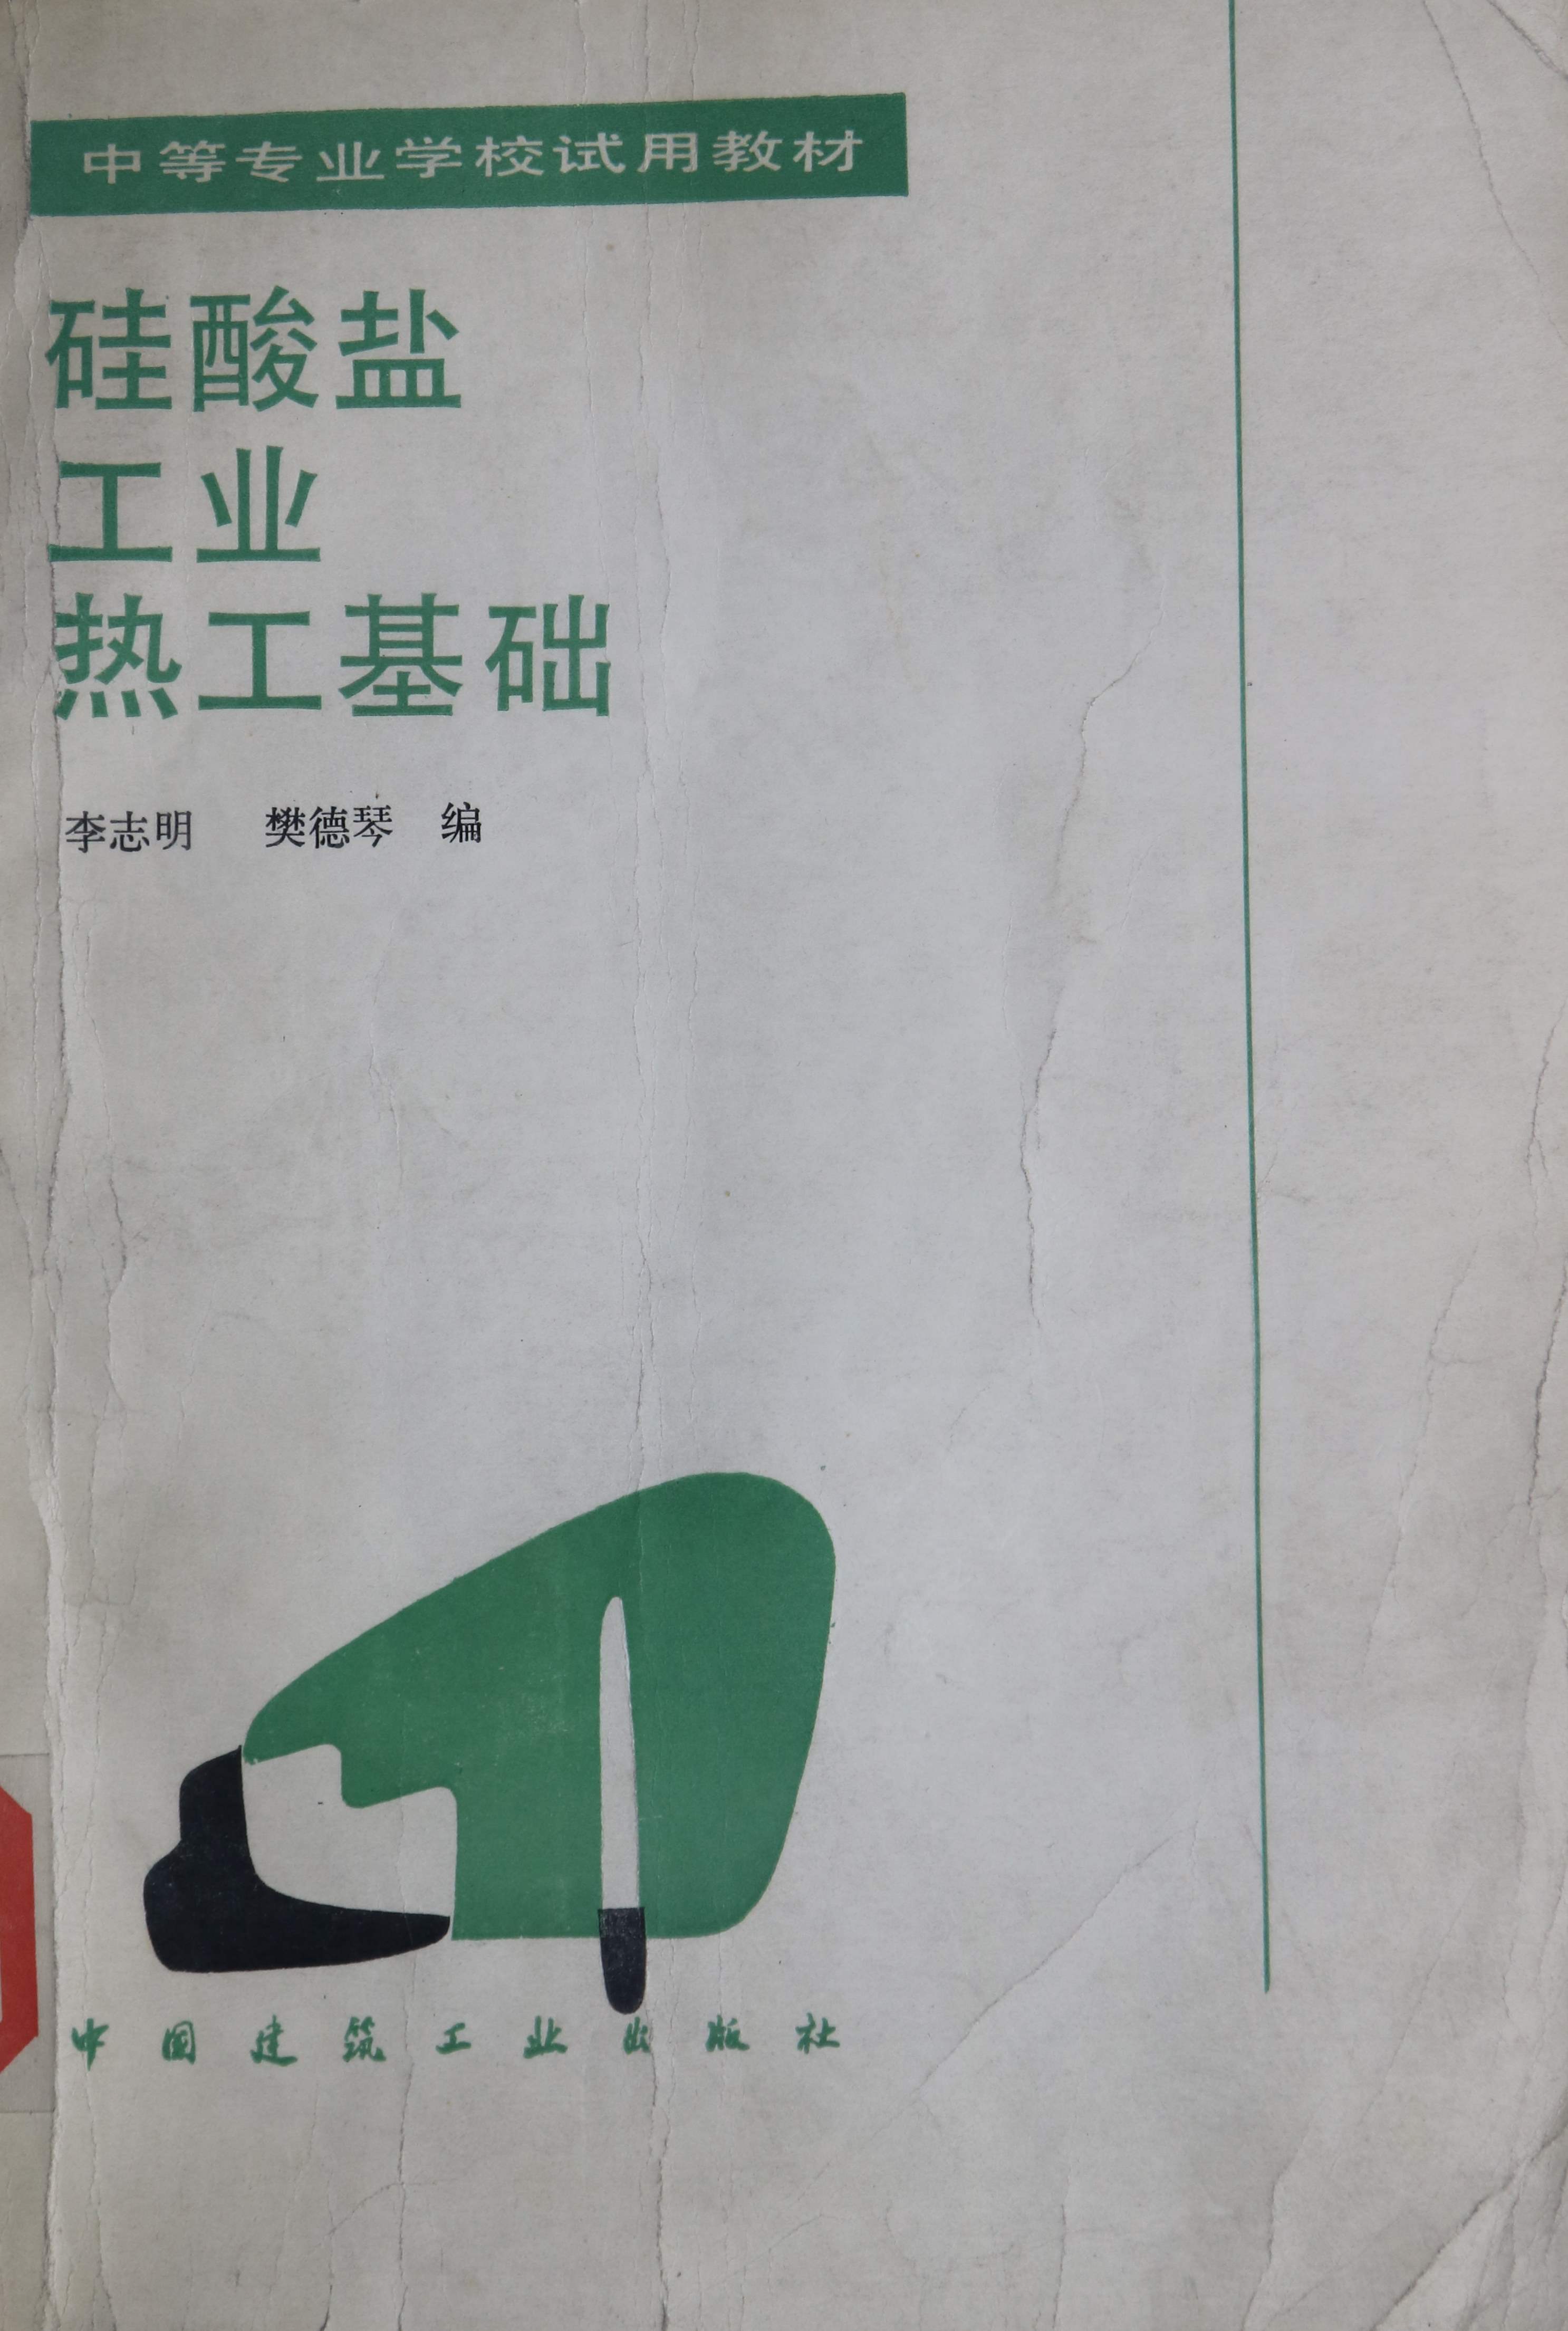 中等专业学校试用教材
硅酸盐
工业
热工基础
李志明 樊德琴 编
中国建筑工业出版社